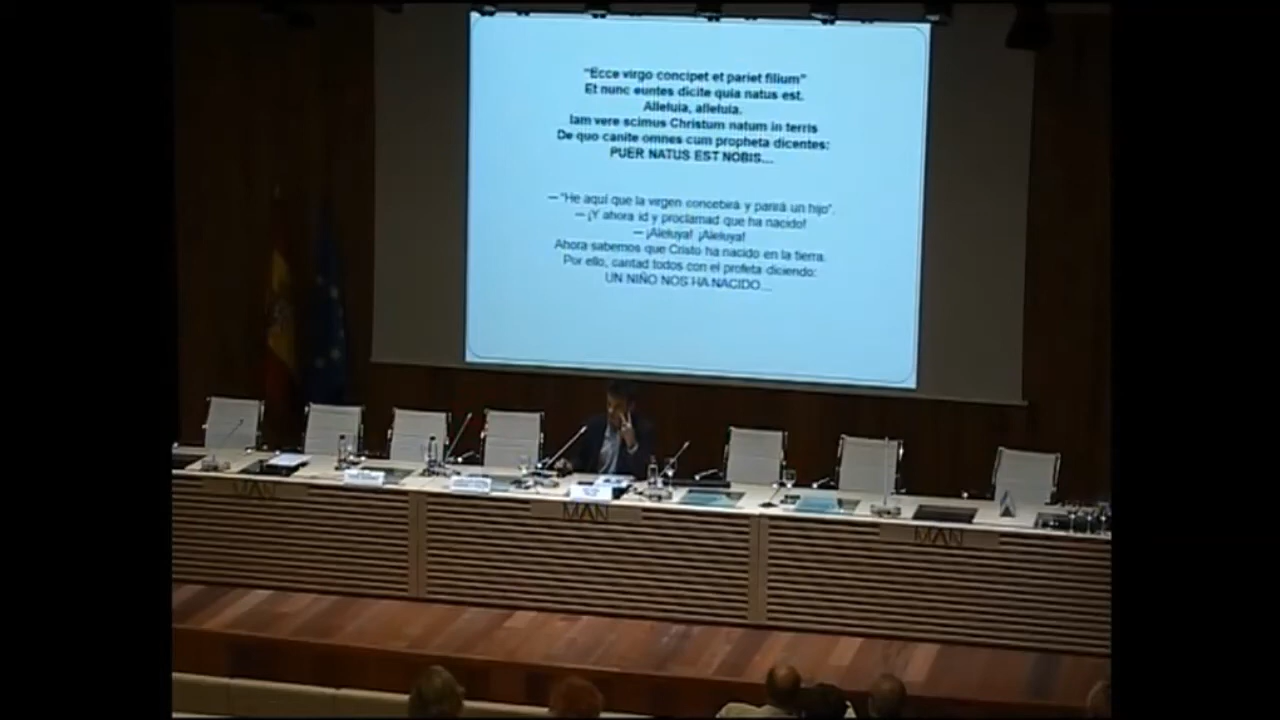 "Ecce virgo concipet et pariet filium"
Et nunc euntes dicite quia natus est.
Alleluia, alleluia.
Iam vere scimus Christum natum in terris
De quo canite omnes cum propheta dicentes:
PUER NATUS EST NOBIS...
– "He aquí que la virgen concebirá y parirá un hijo".
– ¡Y ahora id y proclamad que ha nacido!
– ¡Aleluya! ¡Aleluya!
Ahora sabemos que Cristo ha nacido en la tierra.
Por ello, cantad todos con el profeta diciendo:
UN NIÑO NOS HA NACIDO...
MAN
MAN
MAN